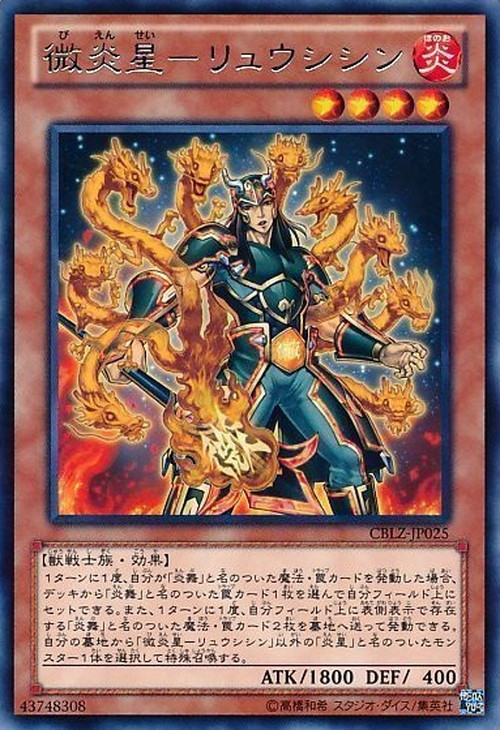 微炎星－リュウシシン
炎
CBLZ-JP025
【獣戦士族・効果】
1ターンに1度、自分が「炎舞」と名のついた魔法・罠カードを発動した場合、
デッキから「炎舞」と名のついた罠カード1枚を選んで自分フィールド上に
セットできる。また、1ターンに1度、自分フィールド上に表側表示で存在
する「炎舞」と名のついた魔法・罠カード2枚を墓地へ送って発動できる。
自分の墓地から「微炎星－リュウシシン」以外の「炎星」と名のついたモン
スター1体を選択して特殊召喚する。
ATK/1800 DEF/ 400
43748308
©高橋和希 スタジオ・ダイス/集英社